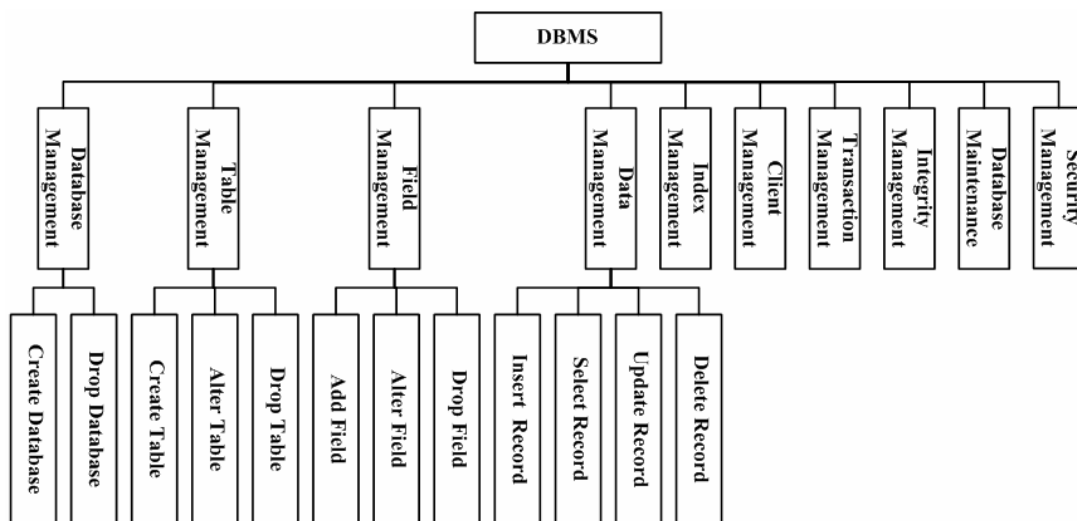 DBMS
Database
Management
Table
Management
Field
Management
Data
Management
Index
Management
Client
Management
Transaction
Management
Integrity
Management
Database
Maintenance
Security
Management
Create Database
Drop Database
Create Table
Alter Table
Drop Table
Add Field
Alter Field
Drop Field
Insert Record
Select Record
Update Record
Delete Record